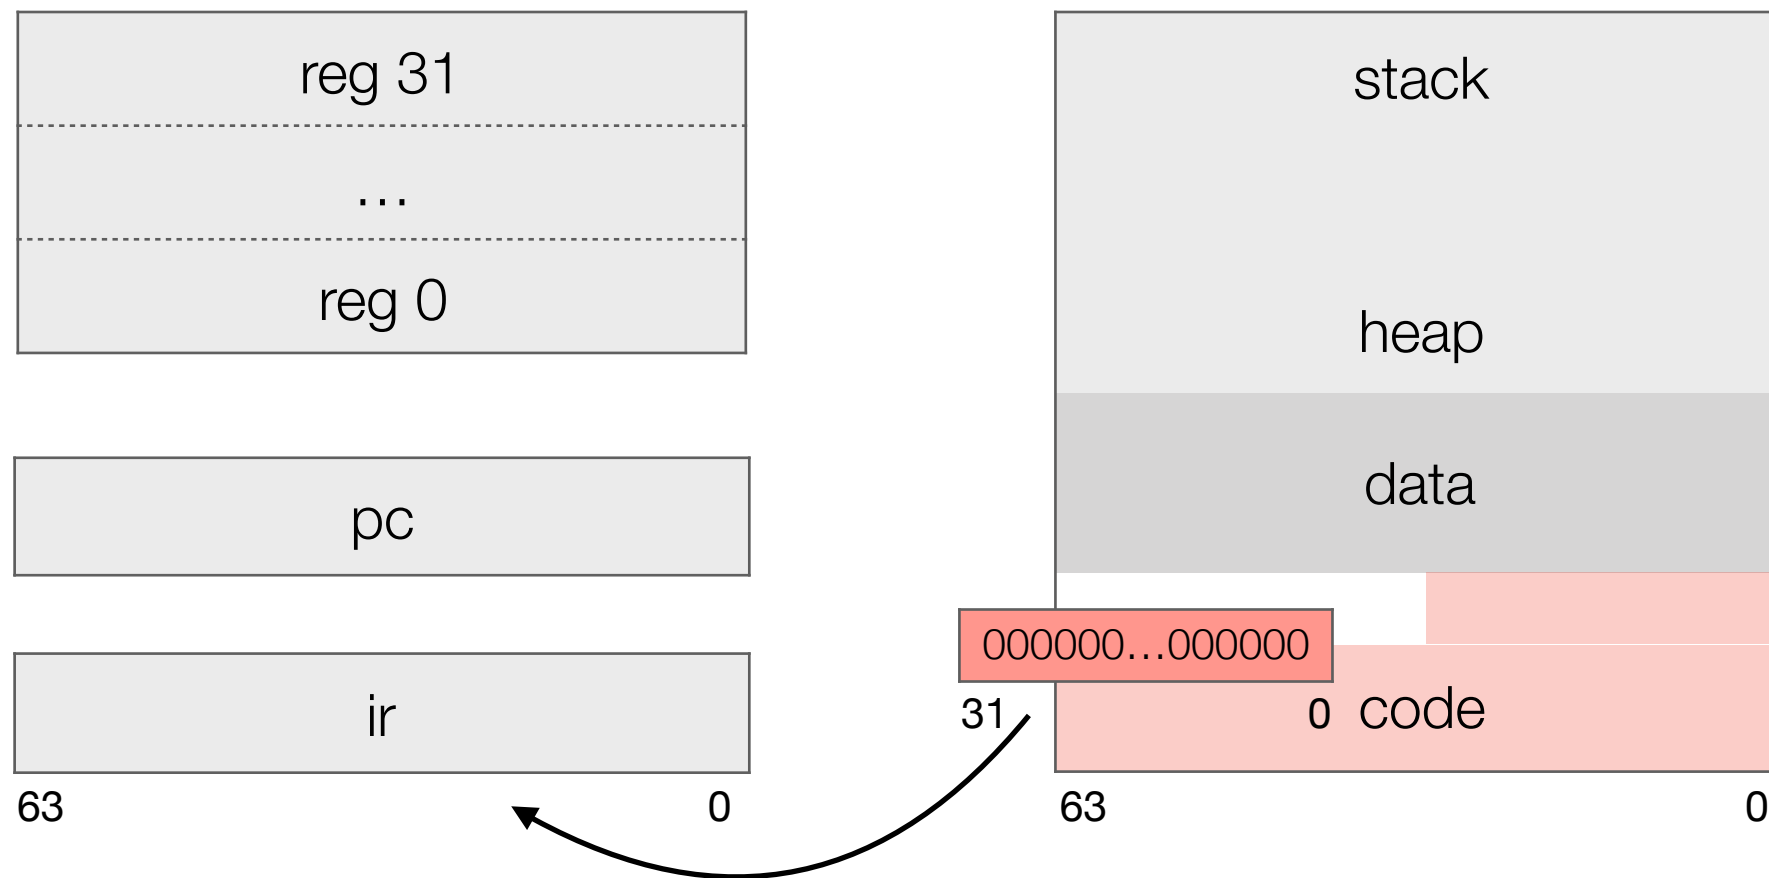 reg 31
…
reg 0
pc
ir
63 0
stack
heap
data
000000…000000
31 0
code
63 0